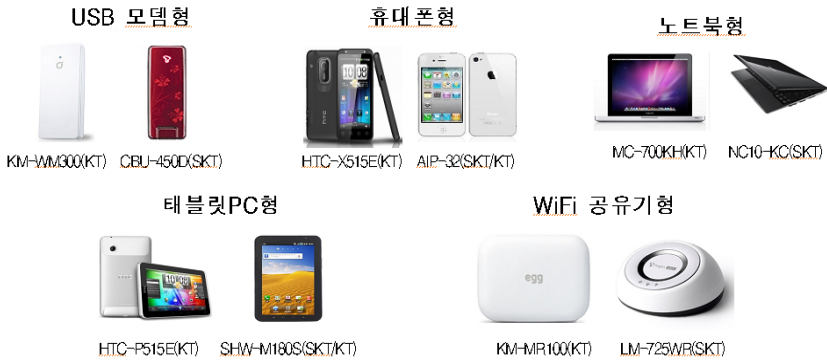 USB 모뎀형
휴대폰형
노트북형
KM-WM300(KT)
CBU-450D(SKT)
HTC-X515E(KT)
AIP-32(SKT/KT)
MC-700KH(KT)
NC10-KC(SKT)
태블릿PC형
WiFi 공유기형
egg
HTC-P515E(KT)
SHW-M180S(SKT/KT)
KM-MR100(KT)
LM-725WR(SKT)